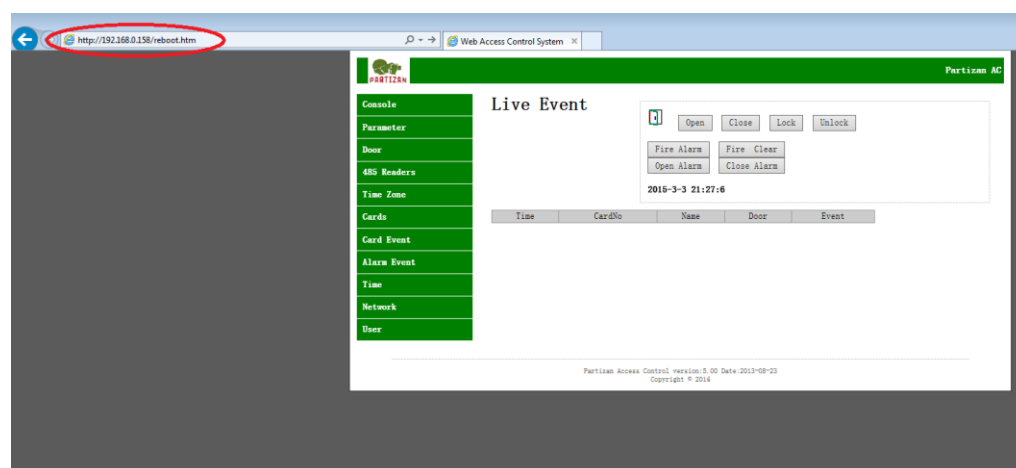 http://192.168.0.158/reboot.htm
Web Access Control System
PARTIZAN
Partizan AC
Console
Parameter
Door
485 Readers
Time Zone
Cards
Card Event
Alarm Event
Time
Network
User
Live Event
Open Close Lock Unlock
Fire Alarm Fire Clear
Open Alarm Close Alarm
2015-3-3 21:27:6
Time CardNo Name Door Event
Partizan Access Control version:5.00 Date:2013-08-23
Copyright © 2014